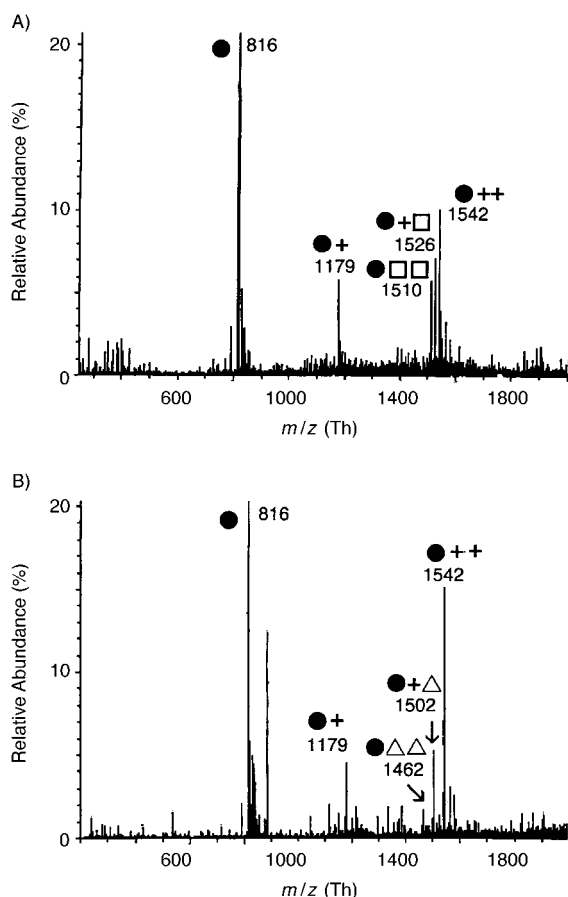 A)
20
816
● ++
1542
● + □
1526
● +
1179
● □ □
1510
10
0
Relative Abundance (%)
600 1000 1400 1800
m/z (Th)
B)
20
816
● + +
1542
● + △
1502
● +
1179
● △ △
1462
10
0
Relative Abundance (%)
600 1000 1400 1800
m/z (Th)